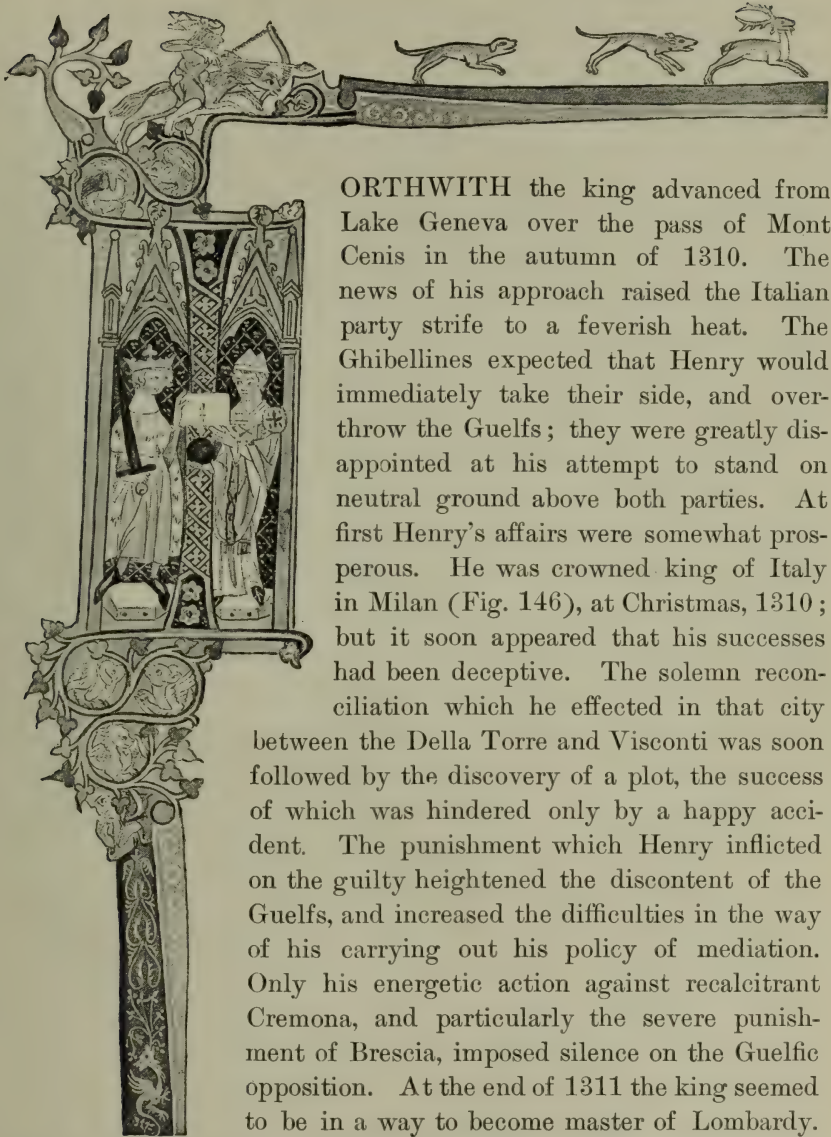 ORTHWITH the king advanced from
Lake Geneva over the pass of Mont
Cenis in the autumn of 1310. The
news of his approach raised the Italian
party strife to a feverish heat. The
Ghibellines expected that Henry would
immediately take their side, and over-
throw the Guelfs; they were greatly dis-
appointed at his attempt to stand on
neutral ground above both parties. At
first Henry's affairs were somewhat pros-
perous. He was crowned king of Italy
in Milan (Fig. 146), at Christmas, 1310;
but it soon appeared that his successes
had been deceptive. The solemn recon-
ciliation which he effected in that city
between the Della Torre and Visconti was soon
followed by the discovery of a plot, the success
of which was hindered only by a happy acci-
dent. The punishment which Henry inflicted
on the guilty heightened the discontent of the
Guelfs, and increased the difficulties in the way
of his carrying out his policy of mediation.
Only his energetic action against recalcitrant
Cremona, and particularly the severe punish-
ment of Brescia, imposed silence on the Guelfic
opposition. At the end of 1311 the king seemed
to be in a way to become master of Lombardy.